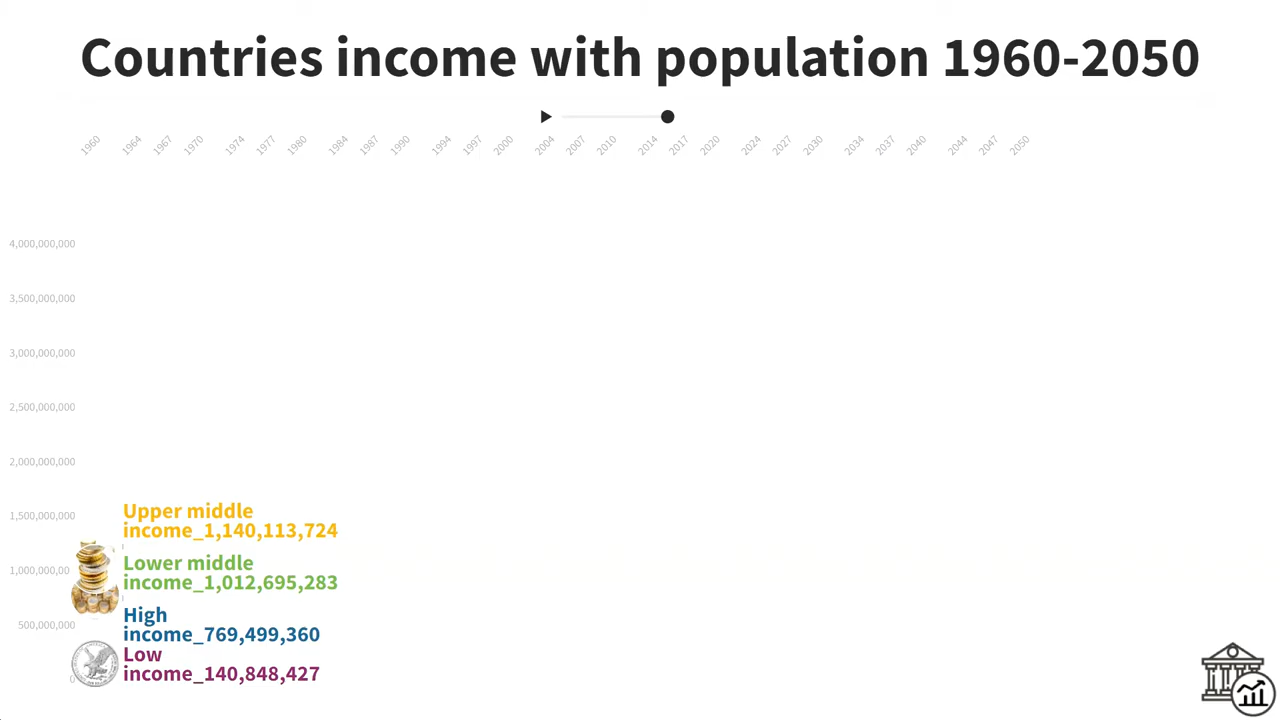 Countries income with population 1960-2050
1960 1964 1967 1970 1974 1977 1980 1984 1987 1990 1994 1997 2000 2004 2007 2010 2014 2017 2020 2024 2027 2030 2034 2037 2040 2044 2047 2050
4,000,000,000
3,500,000,000
3,000,000,000
2,500,000,000
2,000,000,000
Upper middle
1,500,000,000
income_1,140,113,724
Lower middle
1,000,000,00
income_1,012,695,283
High
500,000,000
income_769,499,360
Low
income_140,848,427
0